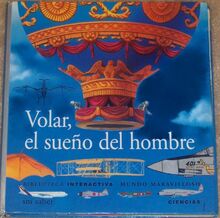 Volar,
el sueño del hombre
BIBLIOTECA INTERACTIVA MUNDO MARAVILLOSO
sm saber
CIENCIAS